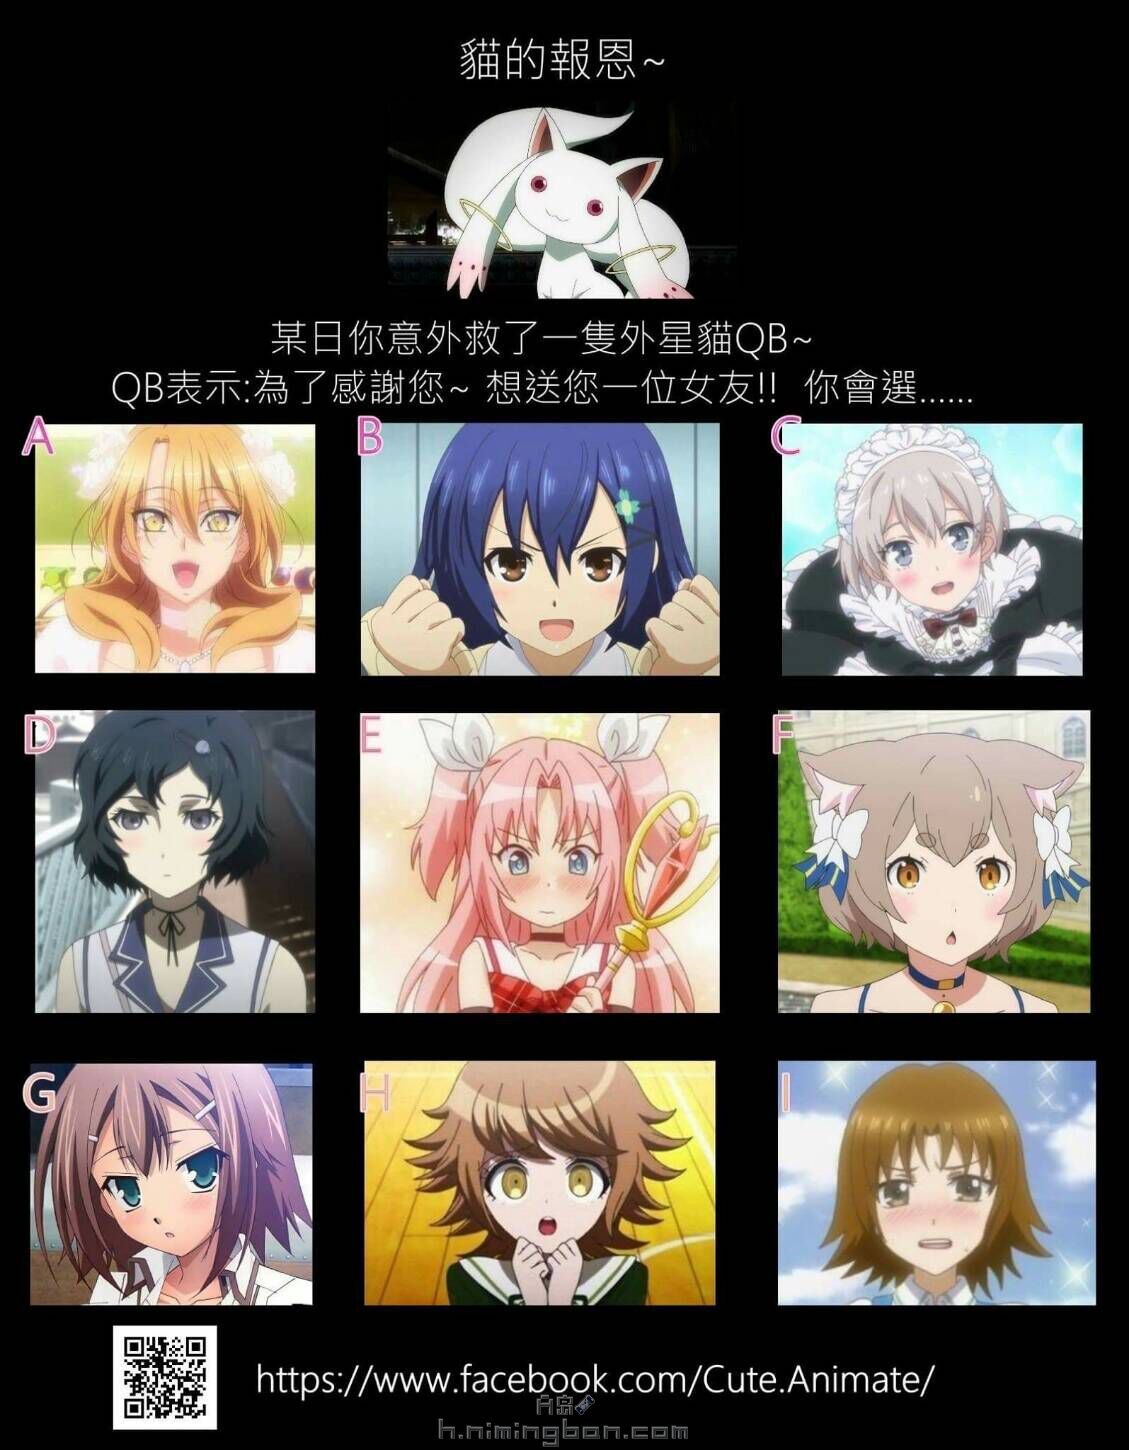 貓的報恩~
某日你意外救了一隻外星貓QB~
QB表示:為了感謝您~ 想送您一位女友!! 你會選......
A
B
C
D
E
F
G
H
I
https://www.facebook.com/Cute.Animate/
A岛
h.nimingban.com